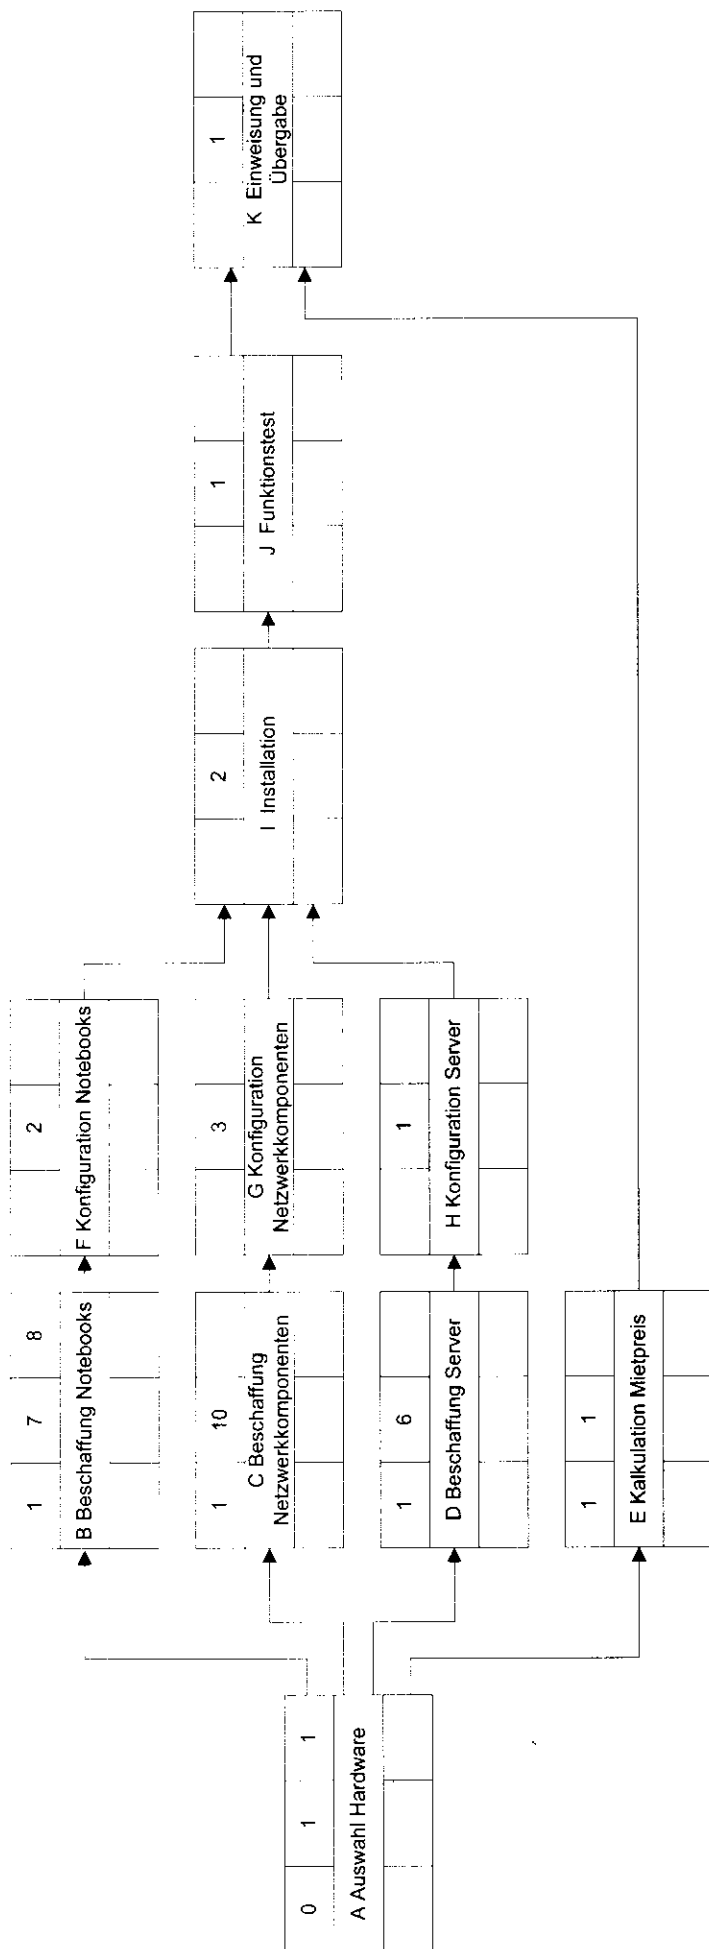 0 1 1
A Auswahl Hardware
1 7 8
B Beschaffung Notebooks
1 10
C Beschaffung
Netzwerkkomponenten
1 6
D Beschaffung Server
1 1
E Kalkulation Mietpreis
2
F Konfiguration Notebooks
3
G Konfiguration
Netzwerkkomponenten
1
H Konfiguration Server
2
I Installation
1
J Funktionstest
1
K Einweisung und
Übergabe